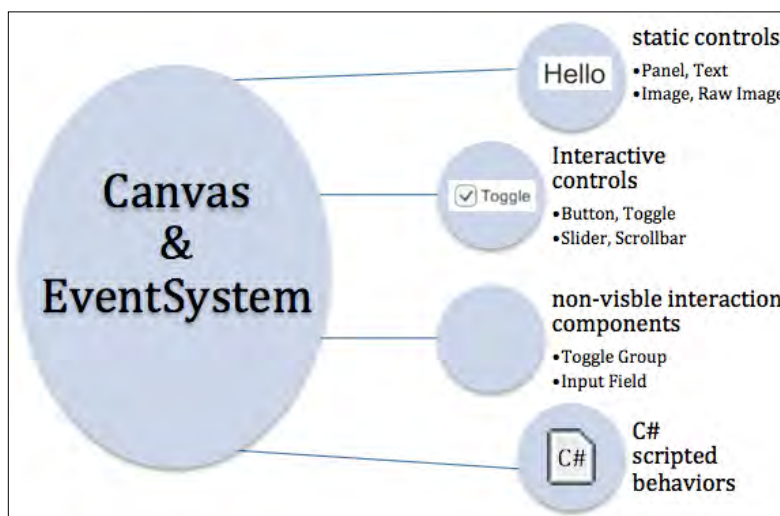 Canvas
&
EventSystem
Hello
static controls
•Panel, Text
•Image, Raw Image
Toggle
Interactive
controls
•Button, Toggle
•Slider, Scrollbar
non-visble interaction
components
•Toggle Group
•Input Field
C#
C#
scripted
behaviors